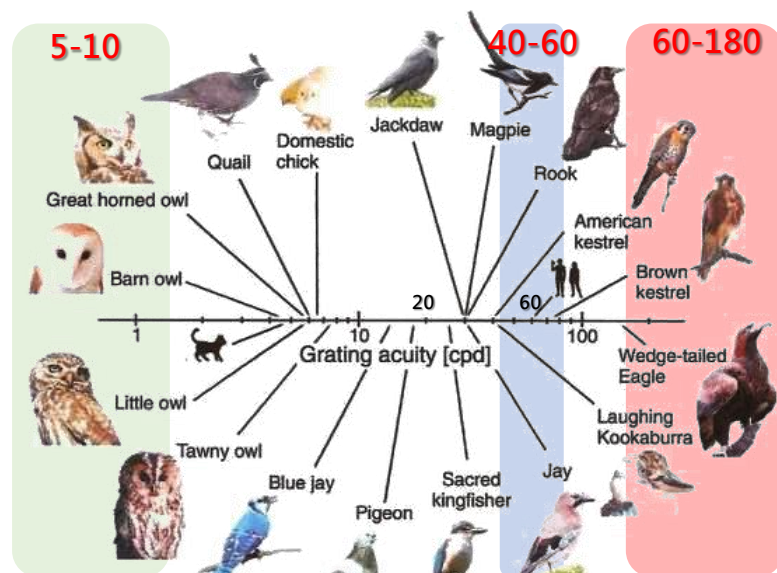 5-10
40-60
60-180
Jackdaw
Magpie
Domestic
chick
Quail
Rook
Great horned owl
American
kestrel
Barn owl
Brown
kestrel
20
60
1
10
100
Grating acuity [cpd]
Wedge-tailed
Eagle
Little owl
Laughing
Kookaburra
Tawny owl
Blue jay
Sacred
kingfisher
Jay
Pigeon